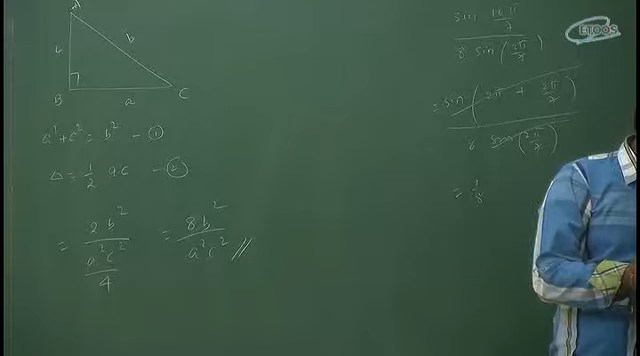 A
c
b
B
a
C
a² + c² = b² – ①
Δ = 1/2 ac – ②
= 2b² / (a²c² / 4) = 8b² / a²c² //
sin 16π/7 / 8 sin (2π/7)
= sin (2π + 2π/7) / 8 sin (2π/7)
= 1/8
ETOOS